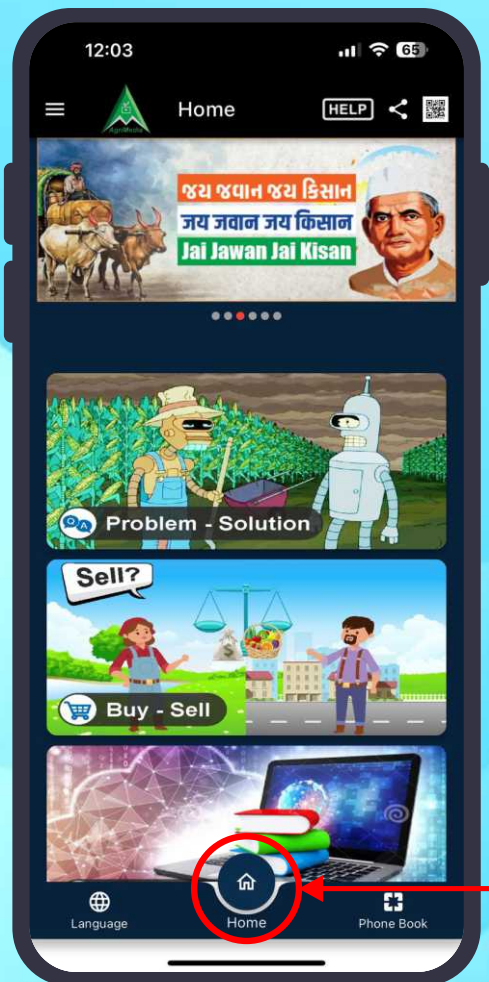 12:03
65
Home
HELP
AgriMedia
જય જવાન જય કિસાન
जय जवान जय किसान
Jai Jawan Jai Kisan
Problem - Solution
Sell?
Buy - Sell
Language
Home
Phone Book